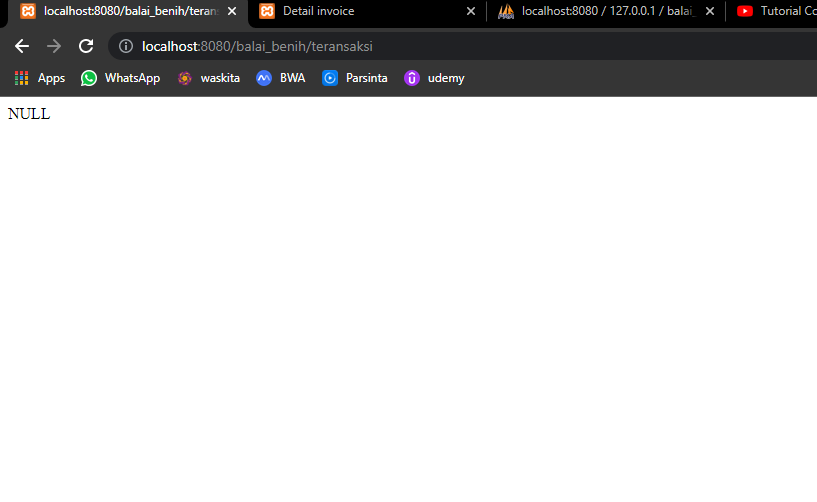 localhost:8080/balai_benih/teran
Detail invoice
localhost:8080 / 127.0.0.1 / balai_
Tutorial Co
localhost:8080/balai_benih/teransaksi
Apps WhatsApp waskita BWA Parsinta udemy
NULL